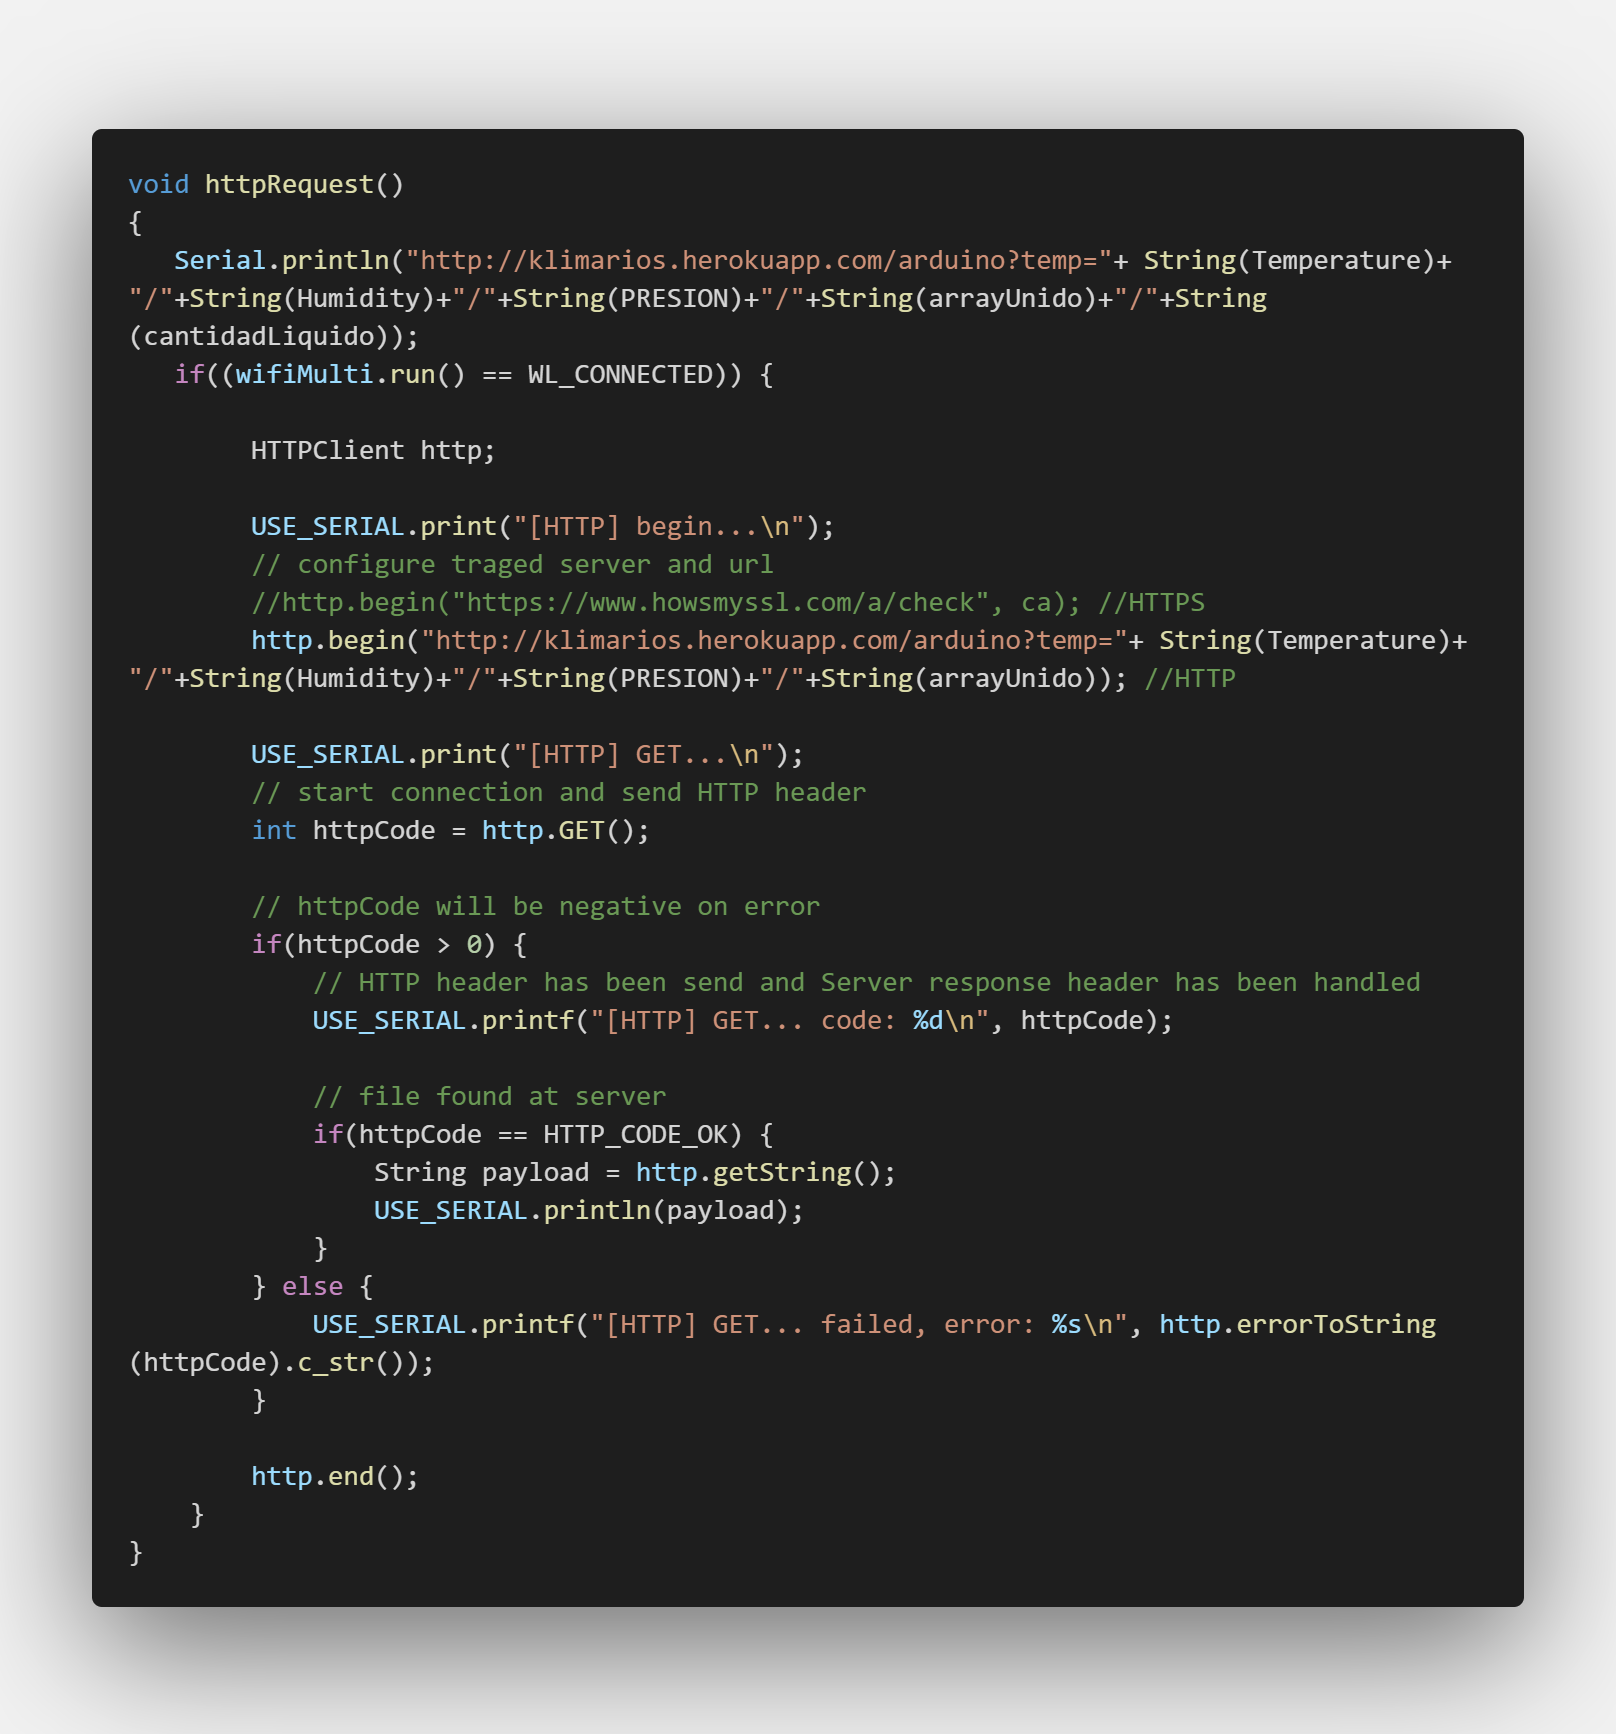 void httpRequest()
{
   Serial.println("http://klimarios.herokuapp.com/arduino?temp="+ String(Temperature)+
"/"+String(Humidity)+"/"+String(PRESION)+"/"+String(arrayUnido)+"/"+String
(cantidadLiquido));
   if((wifiMulti.run() == WL_CONNECTED)) {

        HTTPClient http;

        USE_SERIAL.print("[HTTP] begin...\n");
        // configure traged server and url
        //http.begin("https://www.howsmyssl.com/a/check", ca); //HTTPS
        http.begin("http://klimarios.herokuapp.com/arduino?temp="+ String(Temperature)+
"/"+String(Humidity)+"/"+String(PRESION)+"/"+String(arrayUnido)); //HTTP

        USE_SERIAL.print("[HTTP] GET...\n");
        // start connection and send HTTP header
        int httpCode = http.GET();

        // httpCode will be negative on error
        if(httpCode > 0) {
            // HTTP header has been send and Server response header has been handled
            USE_SERIAL.printf("[HTTP] GET... code: %d\n", httpCode);

            // file found at server
            if(httpCode == HTTP_CODE_OK) {
                String payload = http.getString();
                USE_SERIAL.println(payload);
            }
        } else {
            USE_SERIAL.printf("[HTTP] GET... failed, error: %s\n", http.errorToString
(httpCode).c_str());
        }

        http.end();
    }
}